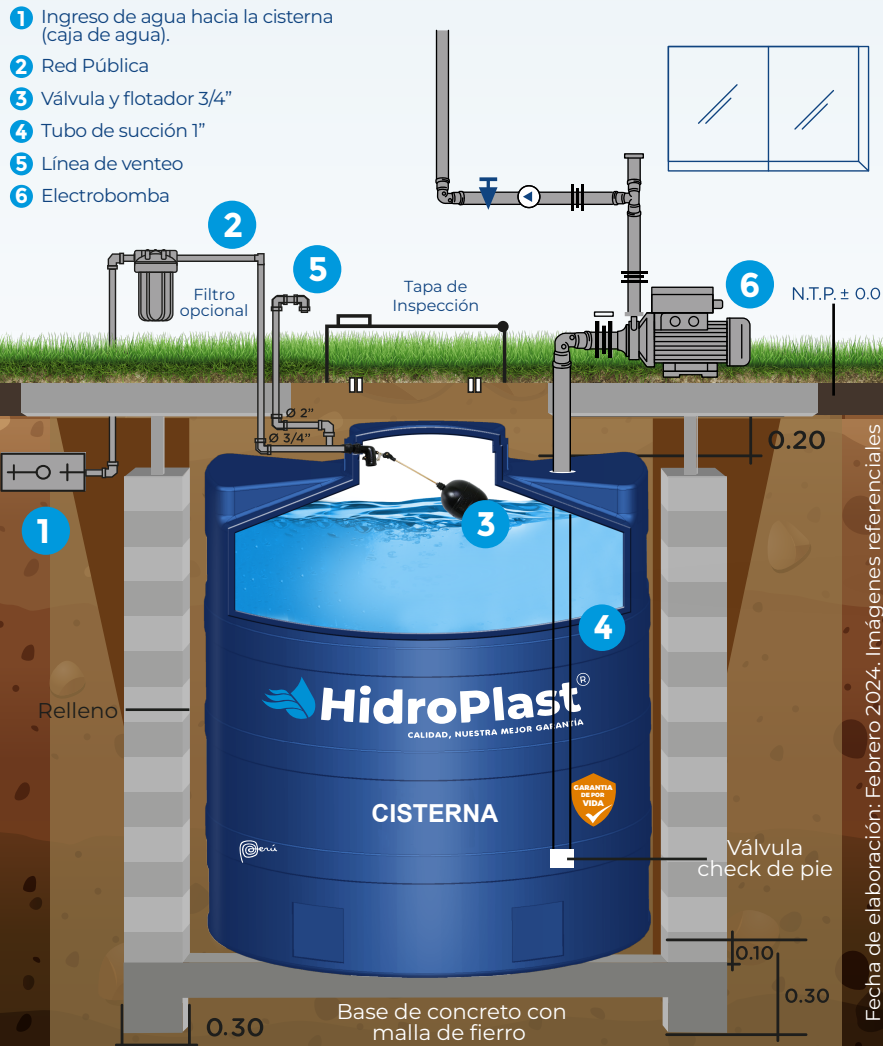 1 Ingreso de agua hacia la cisterna
(caja de agua).
2 Red Pública
3 Válvula y flotador 3/4”
4 Tubo de succión 1”
5 Línea de venteo
6 Electrobomba
2
5
6
Filtro
opcional
Tapa de
Inspección
N.T.P. ± 0.0
Ø 2”
Ø 3/4”
0.20
1
3
4
Relleno
HidroPlast®
CALIDAD, NUESTRA MEJOR GARANTÍA
GARANTIA
DE POR
VIDA
CISTERNA
Perú
Válvula
check de pie
0.10
0.30
0.30
Base de concreto con
malla de fierro
Fecha de elaboración: Febrero 2024. Imágenes referenciales